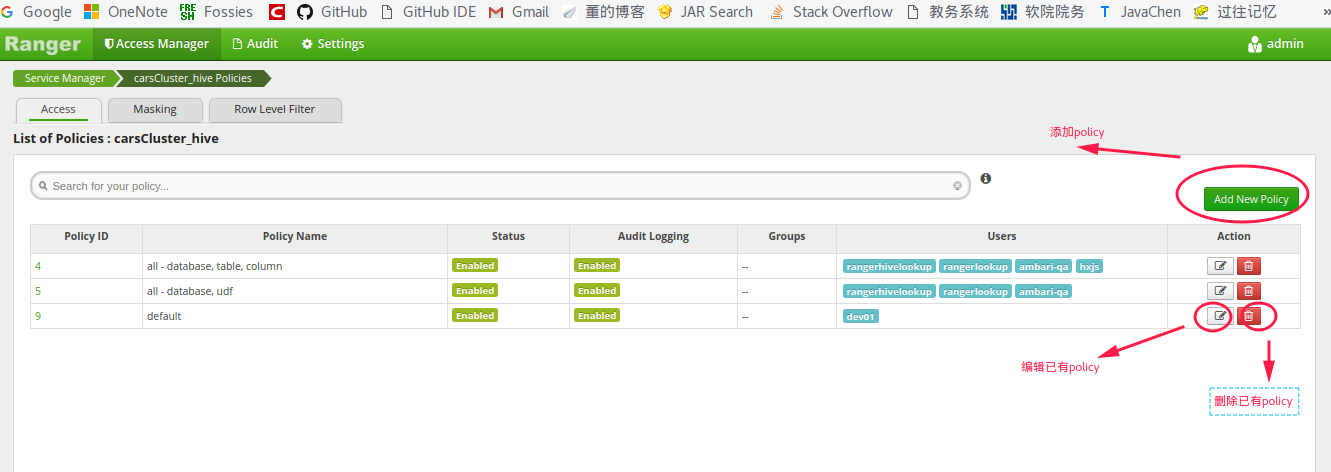 Google OneNote FRE SH Fossies GitHub GitHub IDE Gmail 董的博客 JAR Search Stack Overflow 教务系统 软院院务 T JavaChen 过往记忆 »
Ranger Access Manager Audit Settings admin
Service Manager carsCluster_hive Policies
Access Masking Row Level Filter
List of Policies : carsCluster_hive
添加policy
Search for your policy...
Add New Policy
Policy ID Policy Name Status Audit Logging Groups Users Action
4 all - database, table, column Enabled Enabled -- rangerhivelookup rangerlookup ambari-qa hxjs
5 all - database, udf Enabled Enabled -- rangerhivelookup rangerlookup ambari-qa
9 default Enabled Enabled -- dev01
编辑已有policy
删除已有policy